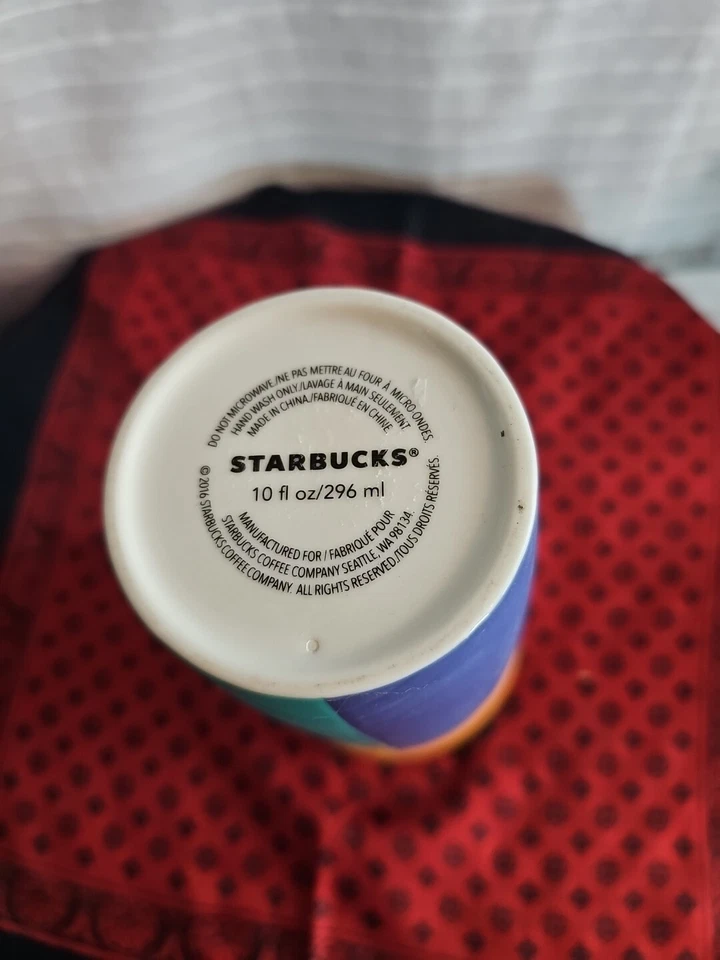 DO NOT MICROWAVE./NE PAS METTRE AU FOUR À MICRO ONDES.
HAND WASH ONLY/LAVAGE À MAIN SEULEMENT
MADE IN CHINA./FABRIQUÉ EN CHINE.
STARBUCKS®
10 fl oz/296 ml
MANUFACTURED FOR / FABRIQUÉ POUR
STARBUCKS COFFEE COMPANY SEATTLE, WA 98134.
© 2016 STARBUCKS COFFEE COMPANY. ALL RIGHTS RESERVED./TOUS DROITS RÉSERVÉS.